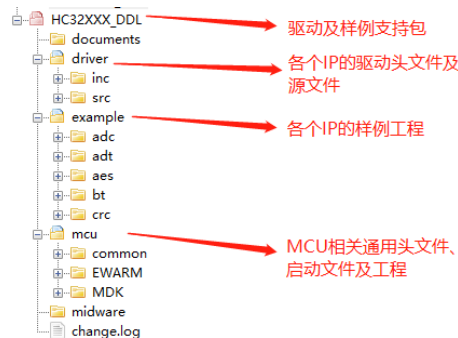 HC32XXX_DDL
驱动及样例支持包
documents
driver
各个IP的驱动头文件及
源文件
inc
src
example
各个IP的样例工程
adc
adt
aes
bt
crc
mcu
MCU相关通用头文件、
启动文件及工程
common
EWARM
MDK
midware
change.log